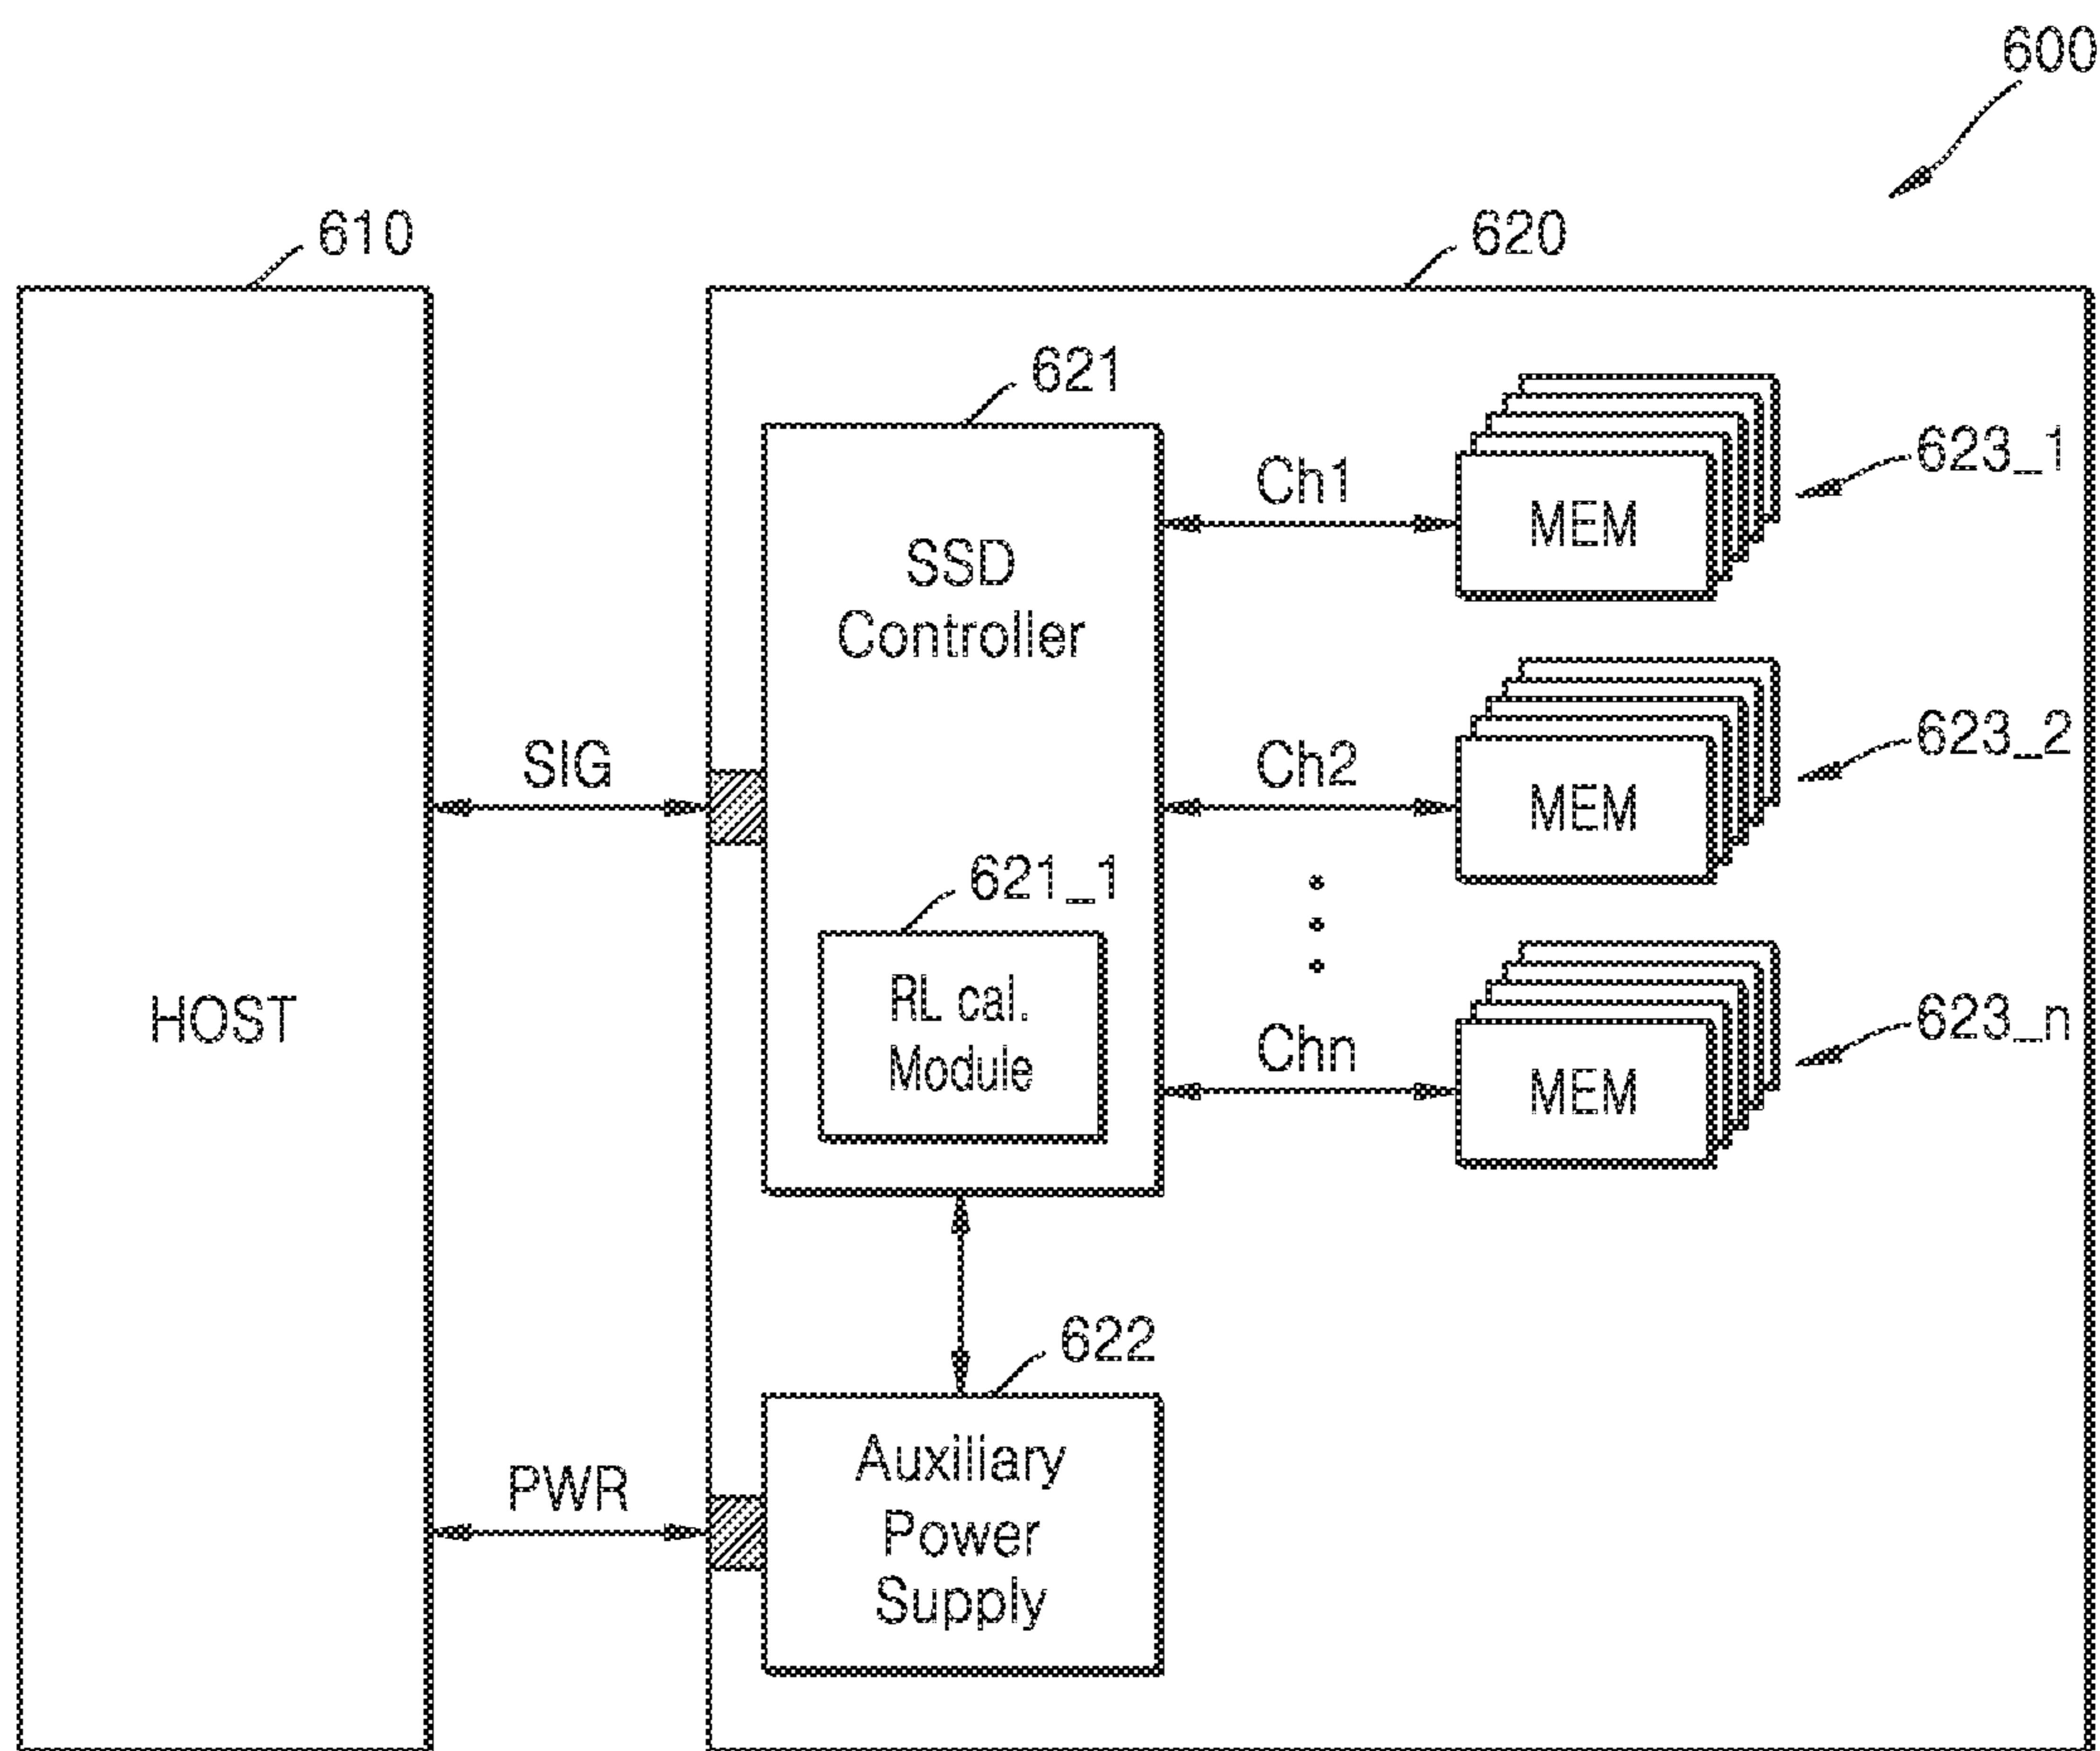 600
610
620
621
Ch1
623_1
MEM
SSD
Controller
SIG
Ch2
623_2
MEM
621_1
RL cal.
Module
HOST
Chn
623_n
MEM
622
PWR
Auxiliary
Power
Supply